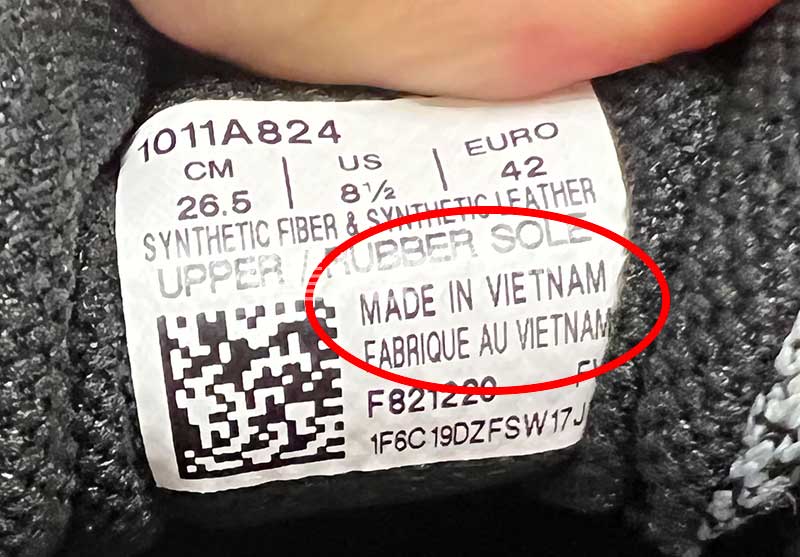 1011A824
CM US EURO
26.5 8½ 42
SYNTHETIC FIBER & SYNTHETIC LEATHER
UPPER / RUBBER SOLE
MADE IN VIETNAM
FABRIQUE AU VIETNAM
F821220
1F6C19DZFSW17J